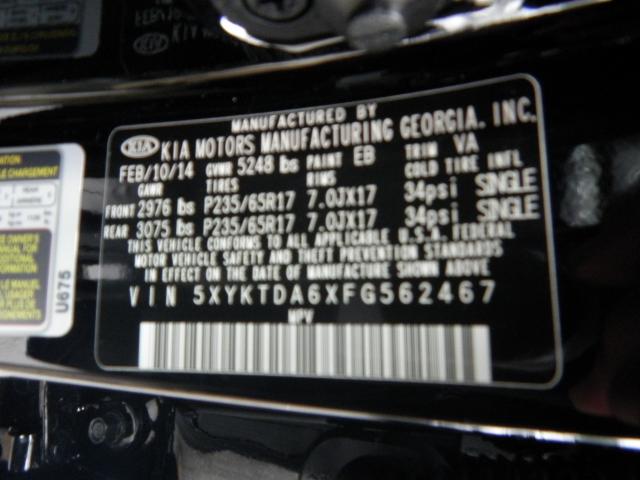 MANUFACTURED BY
KIA KIA MOTORS MANUFACTURING GEORGIA. INC.
FEB/10/14 GVWR 5248 lbs PAINT EB TRIM VA
GAWR TIRES RIMS COLD TIRE INFL
FRONT 2976 lbs P235/65R17 7.0JX17 34psi SINGLE
REAR 3075 lbs P235/65R17 7.0JX17 34psi SINGLE
THIS VEHICLE CONFORMS TO ALL APPLICABLE U.S.A. FEDERAL
MOTOR VEHICLE SAFETY AND THEFT PREVENTION STANDARDS
IN EFFECT ON THE DATE OF MANUFACTURE SHOWN ABOVE
VIN 5XYKTDA6XFG562467
MPV
U675